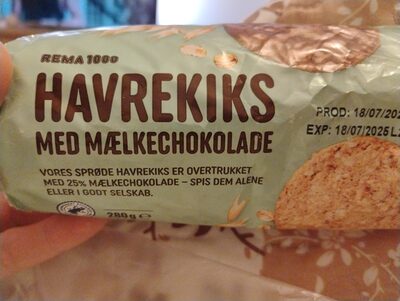 REMA 1000
HAVREKIKS
MED MÆLKECHOKOLADE
VORES SPRØDE HAVREKIKS ER OVERTRUKKET
MED 25% MÆLKECHOKOLADE – SPIS DEM ALENE
ELLER I GODT SELSKAB.
280g ℮
PROD: 18/07/202
EXP: 18/07/2025 L